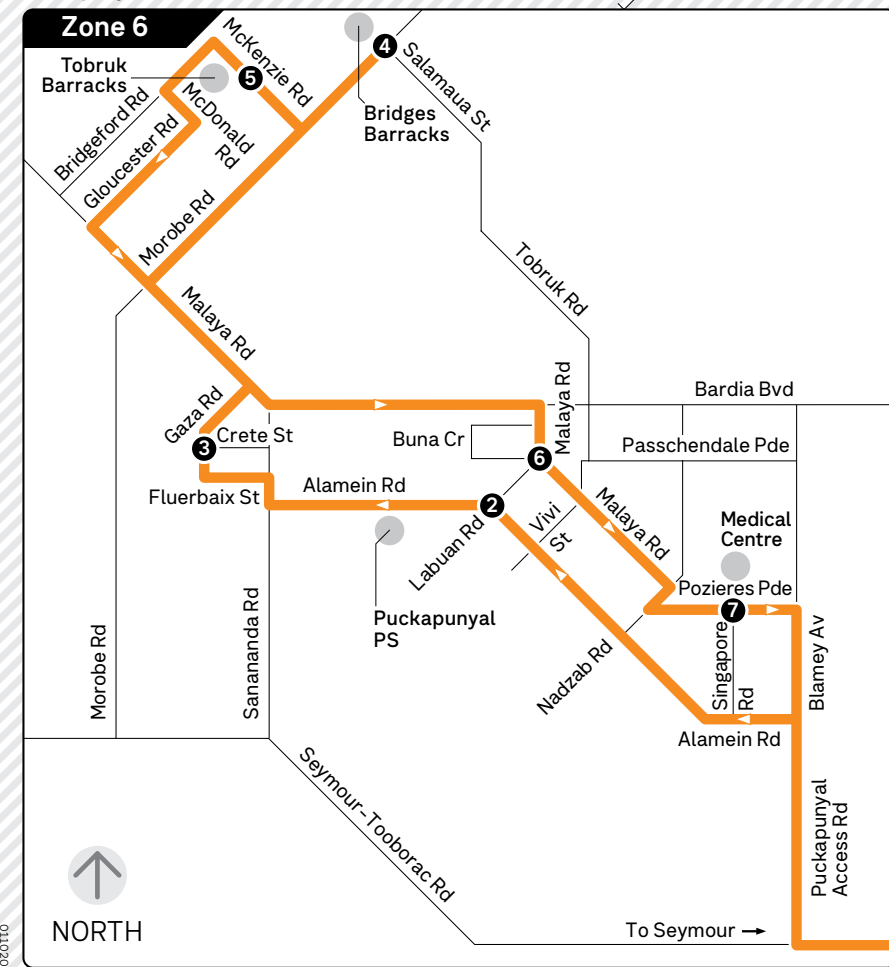 Zone 6
McKenzie Rd
Tobruk
Barracks
McDonald
Rd
Bridgeford Rd
Gloucester Rd
Morobe Rd
Salamaua St
Bridges
Barracks
4
5
Tobruk Rd
Malaya Rd
Gaza Rd
Crete St
3
Fluerbaix St
Alamein Rd
Buna Cr
Malaya Rd
6
Bardia Bvd
Passchendale Pde
2
Labuan Rd
Vivi
St
Malaya Rd
Medical
Centre
Pozieres Pde
7
Puckapunyal
PS
Nadzab Rd
Singapore
Rd
Blamey Av
Alamein Rd
Morobe Rd
Sanananda Rd
Seymour-Tooborac Rd
Puckapunyal
Access Rd
To Seymour →
NORTH
011020